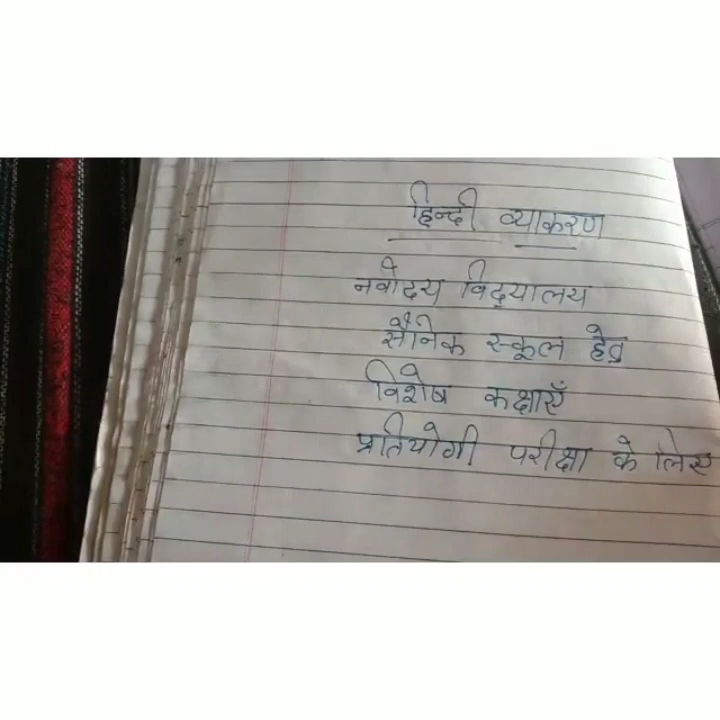 हिन्दी व्याकरण
नवोदय विद्यालय
सैनिक स्कूल हेतु
विशेष कक्षाएँ
प्रतियोगी परीक्षा के लिए